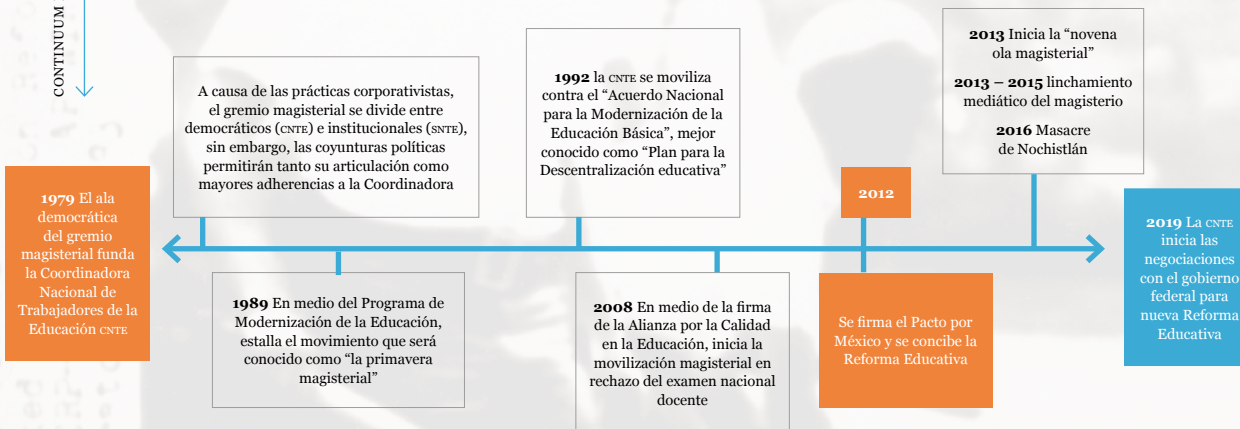 CONTINUUM
1979 El ala
democrática
del gremio
magisterial funda
la Coordinadora
Nacional de
Trabajadores de la
Educación CNTE
A causa de las prácticas corporativistas,
el gremio magisterial se divide entre
democráticos (CNTE) e institucionales (SNTE),
sin embargo, las coyunturas políticas
permitirán tanto su articulación como
mayores adherencias a la Coordinadora
1989 En medio del Programa de
Modernización de la Educación,
estalla el movimiento que será
conocido como “la primavera
magisterial”
1992 la CNTE se moviliza
contra el “Acuerdo Nacional
para la Modernización de la
Educación Básica”, mejor
conocido como “Plan para la
Descentralización educativa”
2008 En medio de la firma
de la Alianza por la Calidad
en la Educación, inicia la
movilización magisterial en
rechazo del examen nacional
docente
2012
Se firma el Pacto por
México y se concibe la
Reforma Educativa
2013 Inicia la “novena
ola magisterial”
2013 – 2015 linchamiento
mediático del magisterio
2016 Masacre
de Nochistlán
2019 La CNTE
inicia las
negociaciones
con el gobierno
federal para
nueva Reforma
Educativa